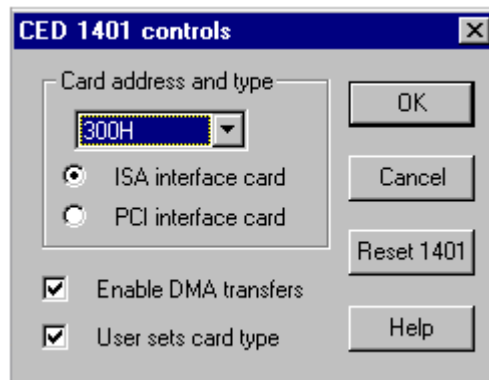 CED 1401 controls
Card address and type
300H
OK
ISA interface card
Cancel
PCI interface card
Reset 1401
Enable DMA transfers
User sets card type
Help